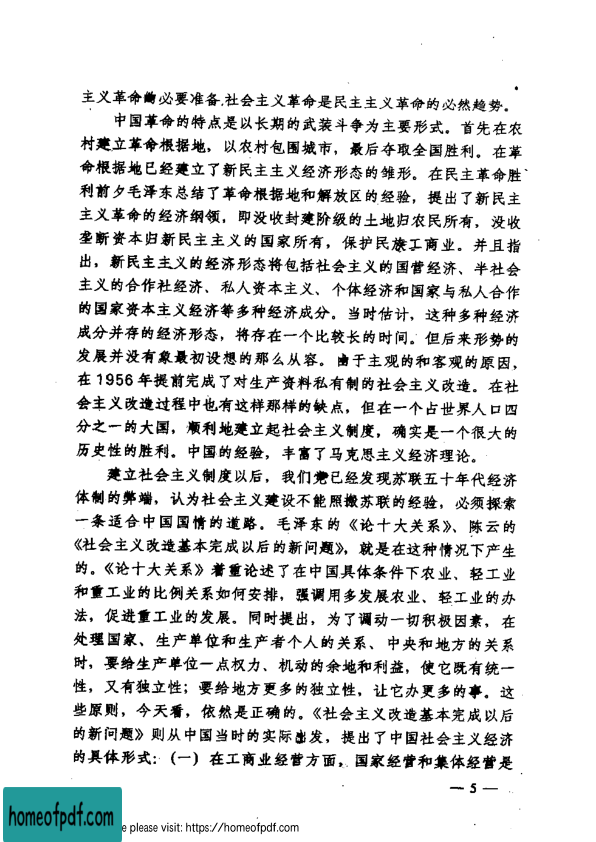 主义革命的必要准备,社会主义革命是民主主义革命的必然趋势。
中国革命的特点是以长期的武装斗争为主要形式。首先在农
村建立革命根据地，以农村包围城市，最后夺取全国胜利。在革
命根据地已经建立了新民主主义经济形态的雏形。在民主革命胜
利前夕毛泽东总结了革命根据地和解放区的经验，提出了新民主
主义革命的经济纲领，即没收封建阶级的土地归农民所有，没收
垄断资本归新民主主义的国家所有，保护民族工商业。并且指
出，新民主主义的经济形态将包括社会主义的国营经济、半社会
主义的合作社经济、私人资本主义、个体经济和国家与私人合作
的国家资本主义经济等多种经济成分。当时估计，这种多种经济
成分并存的经济形态，将存在一个比较长的时间。但后来形势的
发展并没有象最初设想的那么从容。由于主观的和客观的原因，
在1956年提前完成了对生产资料私有制的社会主义改造。在社
会主义改造过程中也有这样那样的缺点，但在一个占世界人口四
分之一的大国，顺利地建立起社会主义制度，确实是一个很大的
历史性的胜利。中国的经验，丰富了马克思主义经济理论。
建立社会主义制度以后，我们党已经发现苏联五十年代经济
体制的弊端，认为社会主义建设不能照搬苏联的经验，必须探索
一条适合中国国情的道路。毛泽东的《论十大关系》、陈云的
《社会主义改造基本完成以后的新问题》，就是在这种情况下产生
的。《论十大关系》着重论述了在中国具体条件下农业、轻工业
和重工业的比例关系如何安排，强调用多发展农业、轻工业的办
法，促进重工业的发展。同时提出，为了调动一切积极因素，在
处理国家、生产单位和生产者个人的关系、中央和地方的关系
时，要给生产单位一点权力、机动的余地和利益，使它既有统一
性，又有独立性；要给地方更多的独立性，让它办更多的事。这
些原则，今天看，依然是正确的。《社会主义改造基本完成以后
的新问题》则从中国当时的实际出发，提出了中国社会主义经济
的具体形式：(一）在工商业经营方面，国家经营和集体经营是
— 5 —
homeofpdf.com
e please visit: https://homeofpdf.com